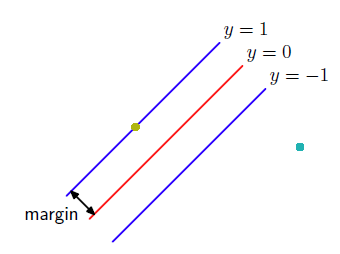 y = 1
y = 0
y = −1
margin